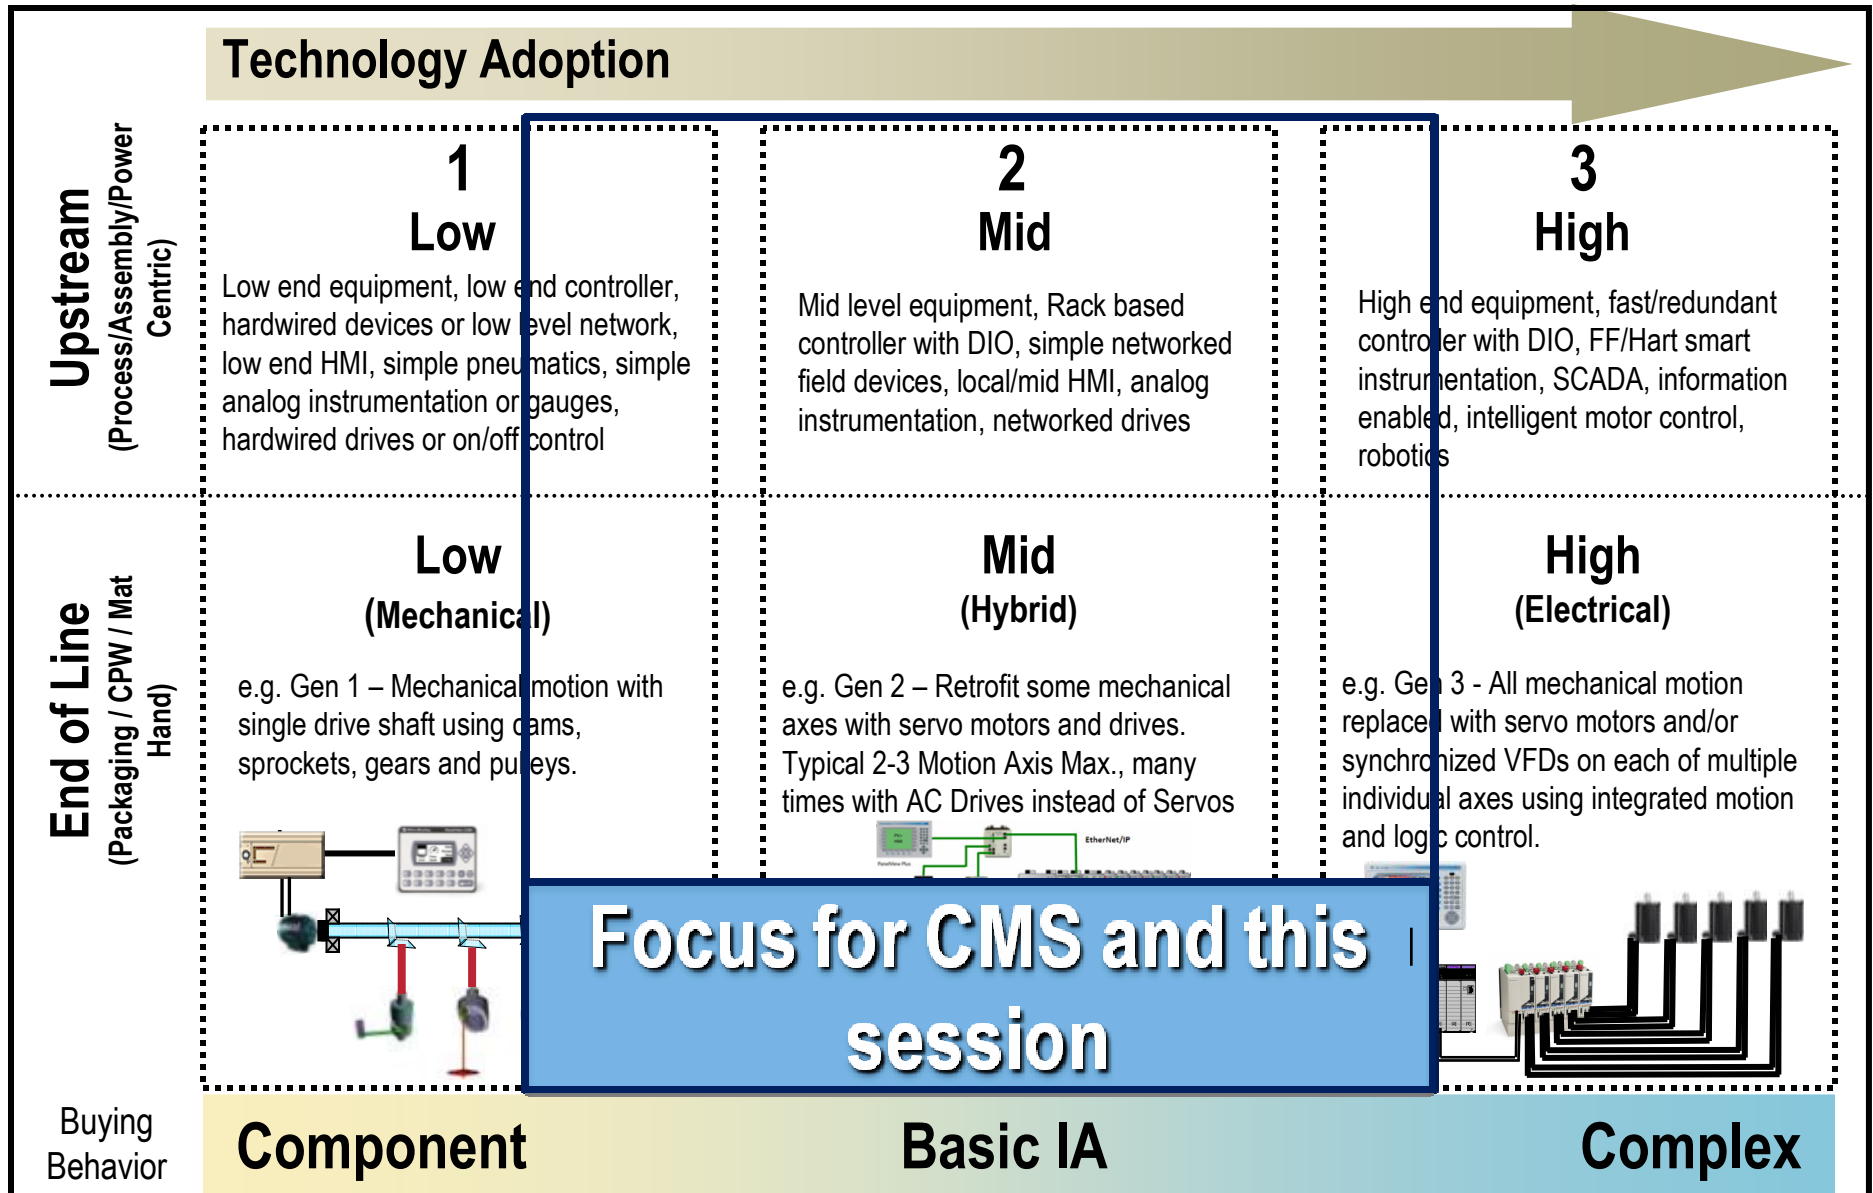 Technology Adoption
Upstream
(Process/Assembly/Power
Centric)
1
Low
Low end equipment, low end controller,
hardwired devices or low level network,
low end HMI, simple pneumatics, simple
analog instrumentation or gauges,
hardwired drives or on/off control
2
Mid
Mid level equipment, Rack based
controller with DIO, simple networked
field devices, local/mid HMI, analog
instrumentation, networked drives
3
High
High end equipment, fast/redundant
controller with DIO, FF/Hart smart
instrumentation, SCADA, information
enabled, intelligent motor control,
robotics
End of Line
(Packaging / CPW / Mat
Hand)
Low
(Mechanical)
e.g. Gen 1 – Mechanical motion with
single drive shaft using cams,
sprockets, gears and pulleys.
Mid
(Hybrid)
e.g. Gen 2 – Retrofit some mechanical
axes with servo motors and drives.
Typical 2-3 Motion Axis Max., many
times with AC Drives instead of Servos
EtherNet/IP
PanelView Plus
High
(Electrical)
e.g. Gen 3 - All mechanical motion
replaced with servo motors and/or
synchronized VFDs on each of multiple
individual axes using integrated motion
and logic control.
Focus for CMS and this
session
Buying
Behavior
Component
Basic IA
Complex